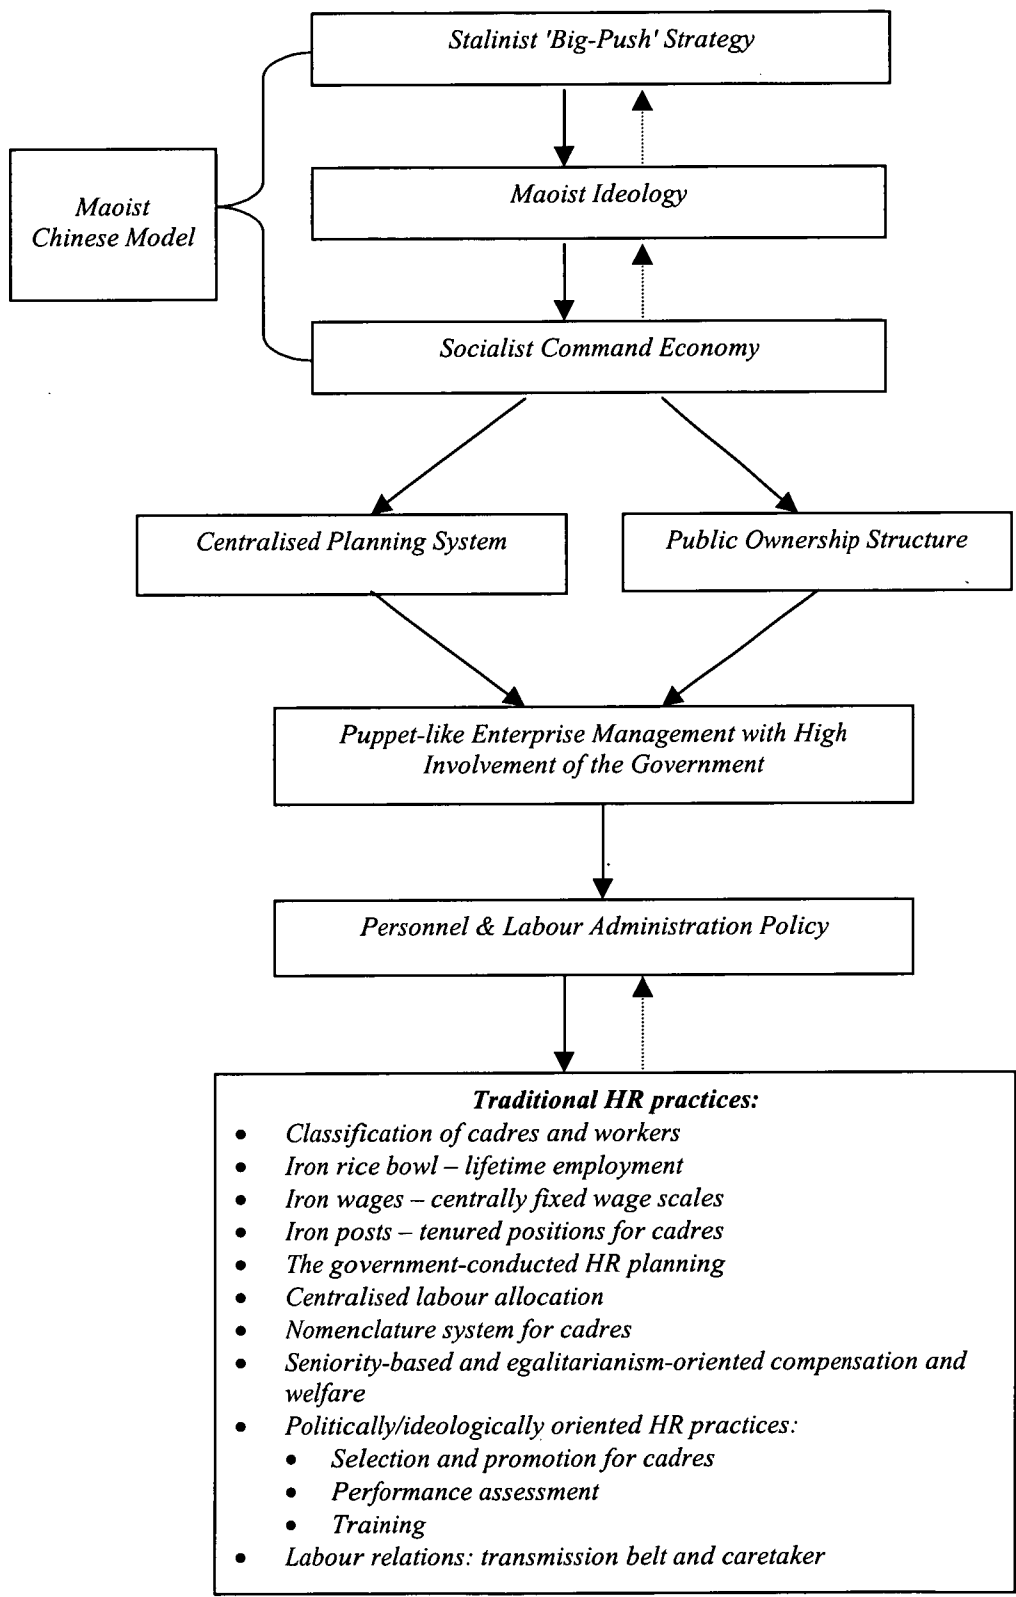 Stalinist 'Big-Push' Strategy
Maoist
Chinese Model
Maoist Ideology
Socialist Command Economy
Centralised Planning System
Public Ownership Structure
Puppet-like Enterprise Management with High
Involvement of the Government
Personnel & Labour Administration Policy
Traditional HR practices:
• Classification of cadres and workers
• Iron rice bowl – lifetime employment
• Iron wages – centrally fixed wage scales
• Iron posts – tenured positions for cadres
• The government-conducted HR planning
• Centralised labour allocation
• Nomenclature system for cadres
• Seniority-based and egalitarianism-oriented compensation and
welfare
• Politically/ideologically oriented HR practices:
• Selection and promotion for cadres
• Performance assessment
• Training
• Labour relations: transmission belt and caretaker